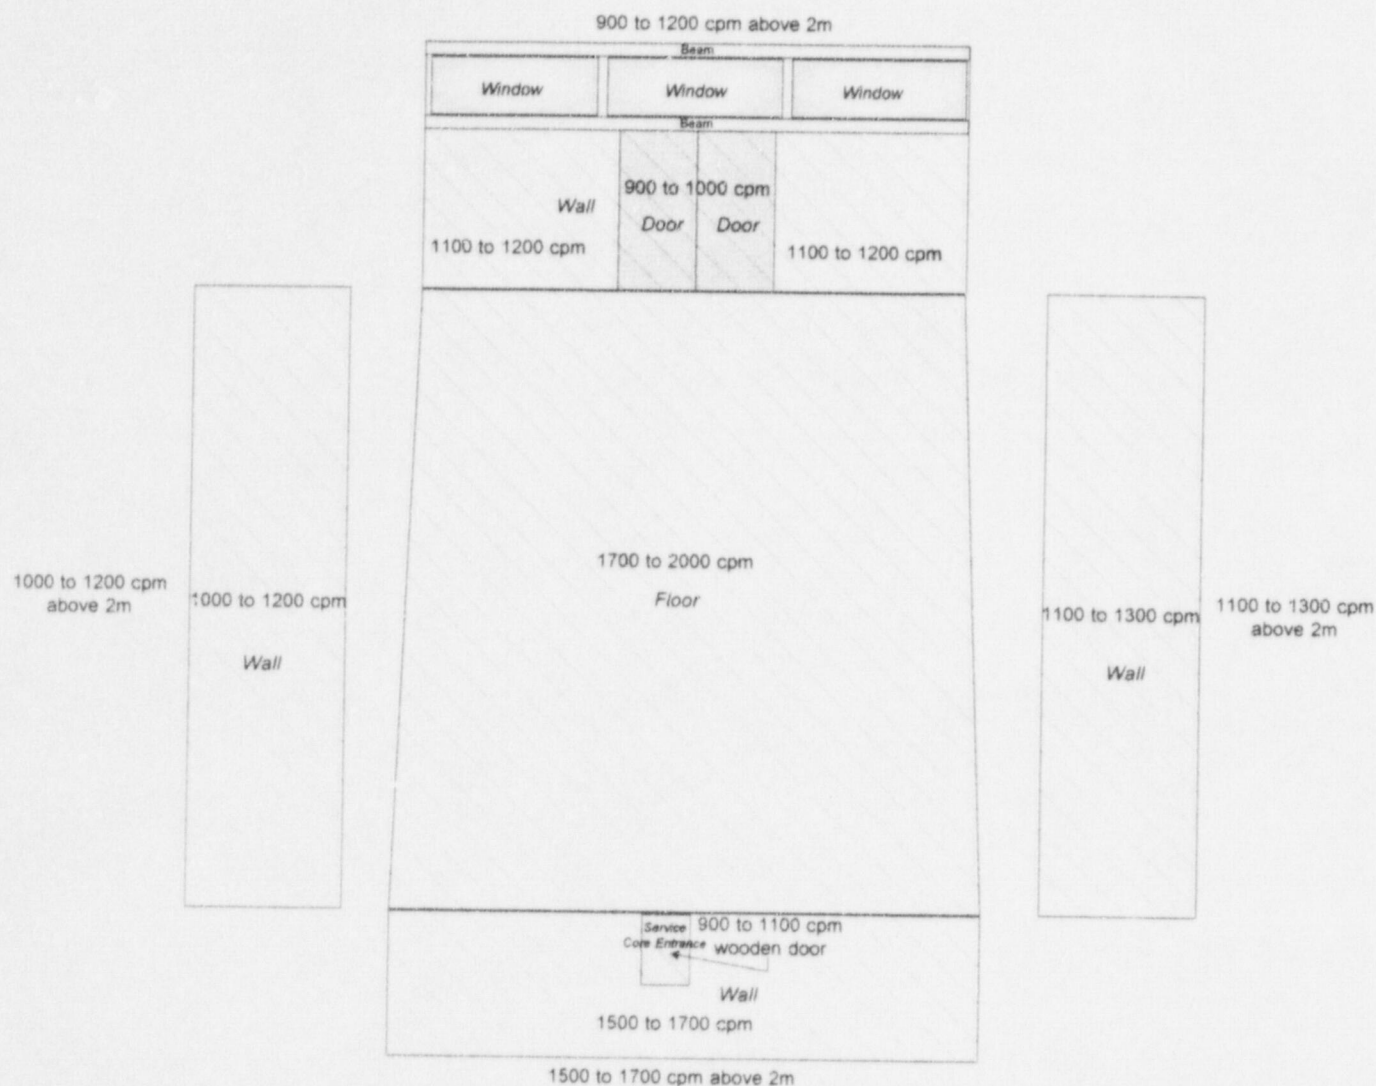 900 to 1200 cpm above 2m
Beam
Window
Window
Window
Beam
900 to 1000 cpm
Wall
Door
Door
1100 to 1200 cpm
1100 to 1200 cpm
1700 to 2000 cpm
Floor
1000 to 1200 cpm
above 2m
1000 to 1200 cpm
Wall
1100 to 1300 cpm
Wall
1100 to 1300 cpm
above 2m
Service
Core Entrance
900 to 1100 cpm
wooden door
Wall
1500 to 1700 cpm
1500 to 1700 cpm above 2m